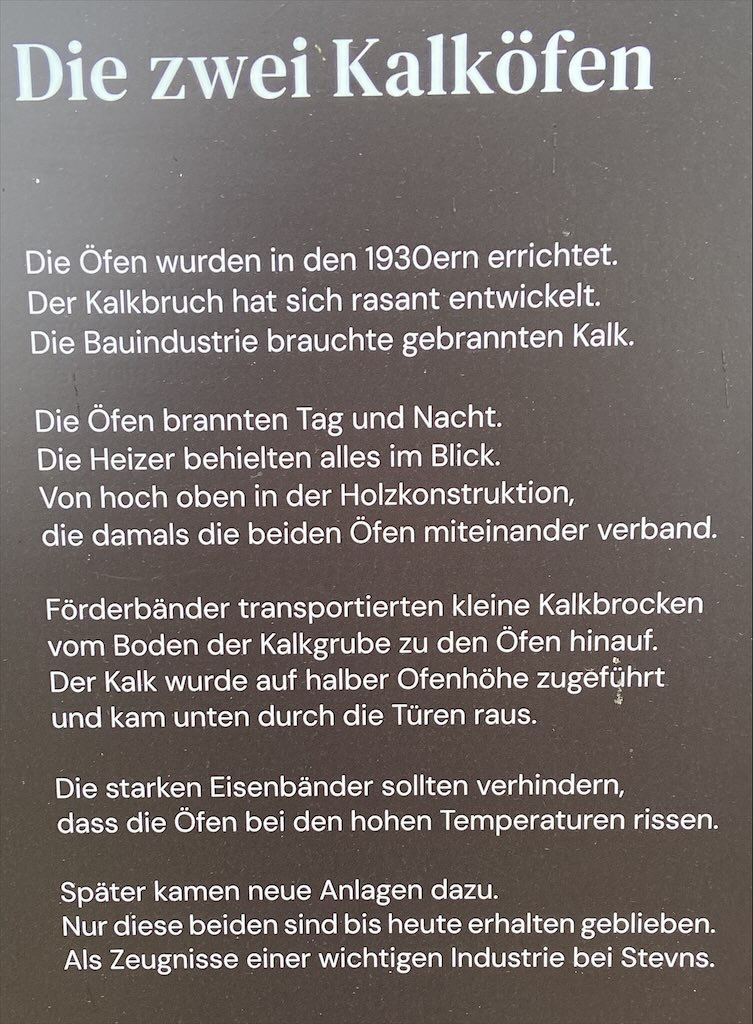 Die zwei Kalköfen
Die Öfen wurden in den 1930ern errichtet.
Der Kalkbruch hat sich rasant entwickelt.
Die Bauindustrie brauchte gebrannten Kalk.
Die Öfen brannten Tag und Nacht.
Die Heizer behielten alles im Blick.
Von hoch oben in der Holzkonstruktion,
die damals die beiden Öfen miteinander verband.
Förderbänder transportierten kleine Kalkbrocken
vom Boden der Kalkgrube zu den Öfen hinauf.
Der Kalk wurde auf halber Ofenhöhe zugeführt
und kam unten durch die Türen raus.
Die starken Eisenbänder sollten verhindern,
dass die Öfen bei den hohen Temperaturen rissen.
Später kamen neue Anlagen dazu.
Nur diese beiden sind bis heute erhalten geblieben.
Als Zeugnisse einer wichtigen Industrie bei Stevns.